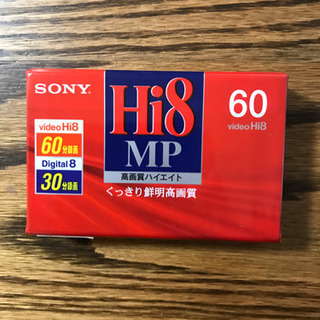 SONY
Hi8
MP
高画質ハイエイト
くっきり鮮明高画質
60
video Hi8
video Hi8
60分録画
Digital 8
30分録画